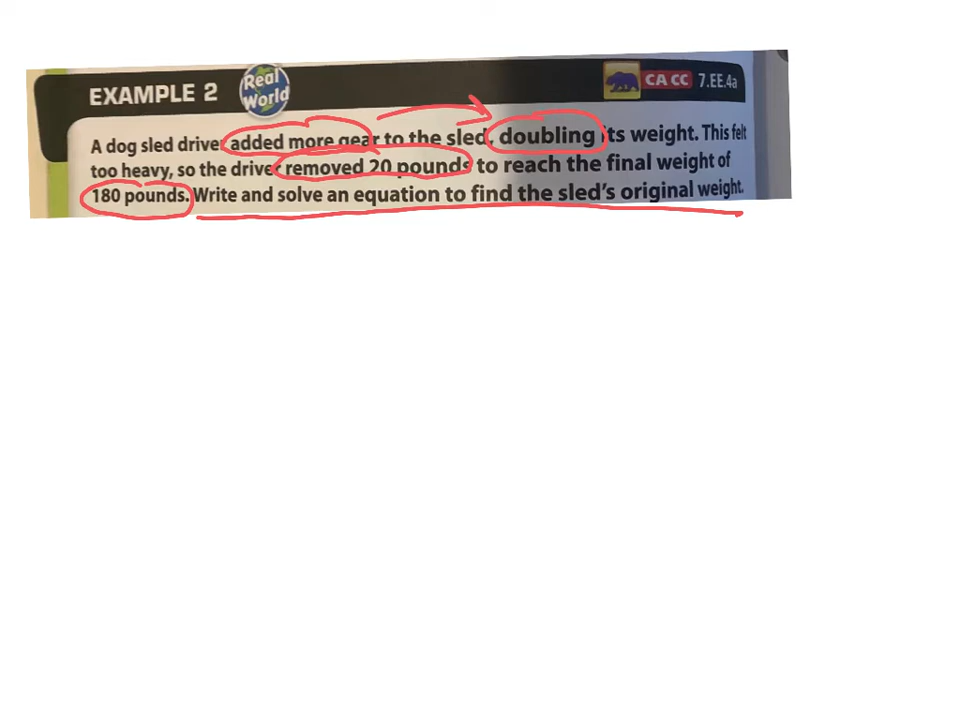 EXAMPLE 2
Real
World
CA CC 7.EE.4a
A dog sled driver added more gear to the sled, doubling its weight. This felt
too heavy, so the driver removed 20 pounds to reach the final weight of
180 pounds. Write and solve an equation to find the sled's original weight.